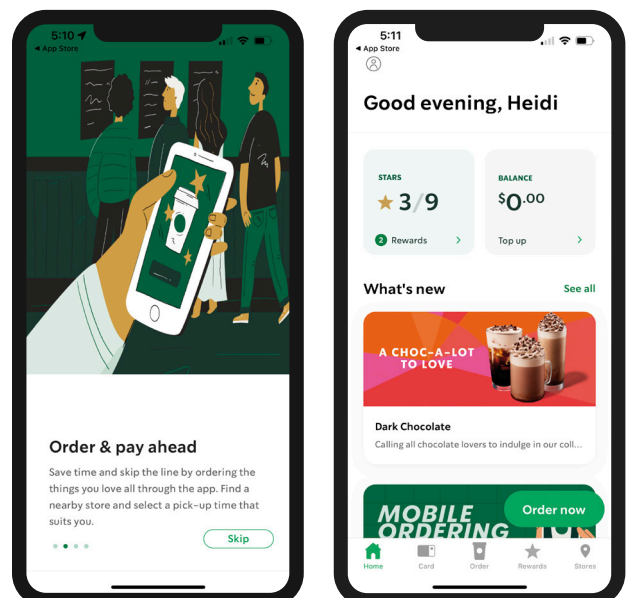 5:10
App Store
Order & pay ahead
Save time and skip the line by ordering the
things you love all through the app. Find a
nearby store and select a pick-up time that
suits you.
Skip
5:11
App Store
Good evening, Heidi
STARS
3/9
2 Rewards
BALANCE
$0.00
Top up
What's new
See all
A CHOC-A-LOT
TO LOVE
Dark Chocolate
Calling all chocolate lovers to indulge in our coll...
MOBILE
ORDERING
Order now
Home
Card
Order
Rewards
Stores